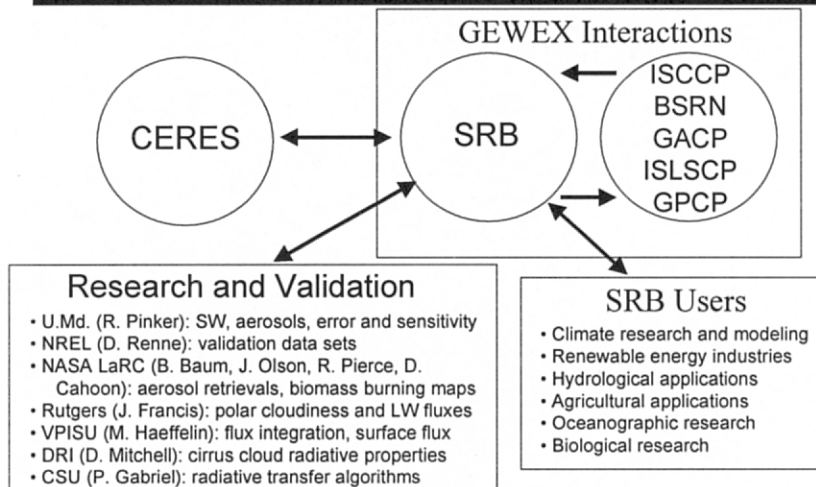 GEWEX Interactions
CERES
SRB
ISCCP
BSRN
GACP
ISLSCP
GPCP
Research and Validation
• U.Md. (R. Pinker): SW, aerosols, error and sensitivity
• NREL (D. Renne): validation data sets
• NASA LaRC (B. Baum, J. Olson, R. Pierce, D.
Cahoon): aerosol retrievals, biomass burning maps
• Rutgers (J. Francis): polar cloudiness and LW fluxes
• VPISU (M. Haeffelin): flux integration, surface flux
• DRI (D. Mitchell): cirrus cloud radiative properties
• CSU (P. Gabriel): radiative transfer algorithms
SRB Users
• Climate research and modeling
• Renewable energy industries
• Hydrological applications
• Agricultural applications
• Oceanographic research
• Biological research